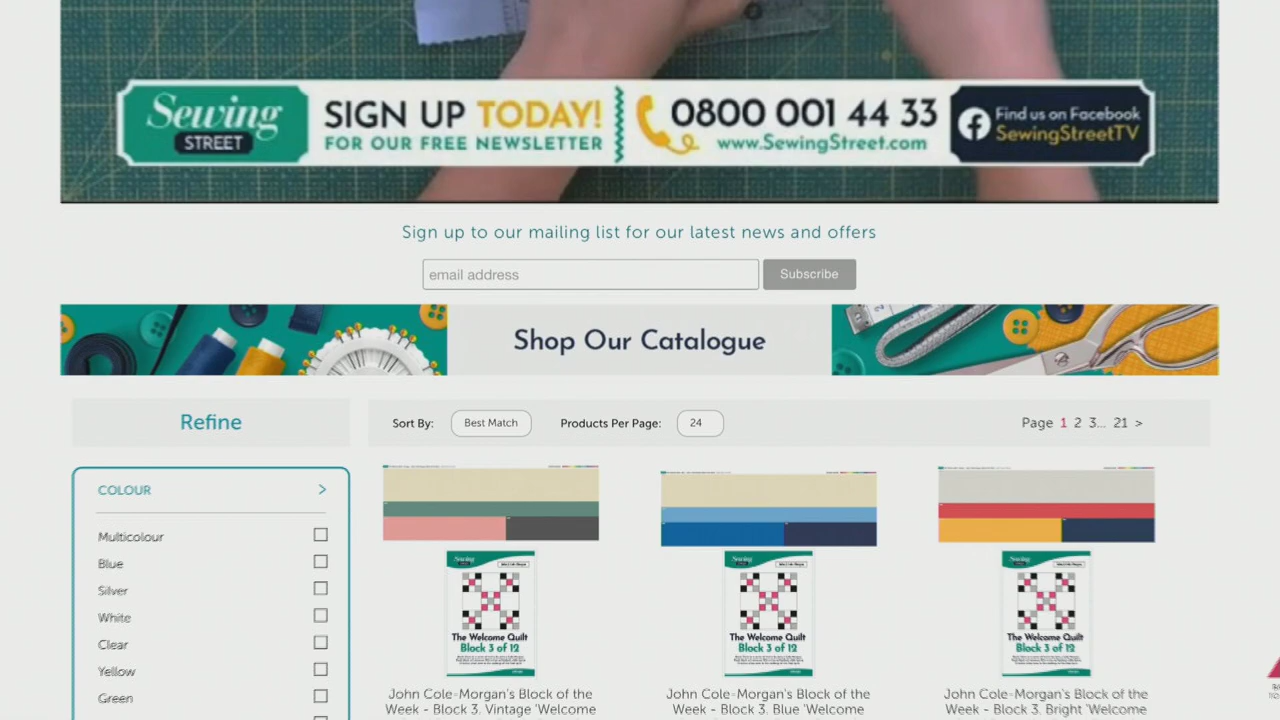 Sewing
STREET
SIGN UP TODAY!
FOR OUR FREE NEWSLETTER
0800 001 44 33
www.SewingStreet.com
Find us on Facebook
SewingStreetTV
Sign up to our mailing list for our latest news and offers
email address
Subscribe
Shop Our Catalogue
Refine
Sort By: Best Match Products Per Page: 24
Page 1 2 3... 21 >
COLOUR >
Multicolour
Blue
Silver
White
Clear
Yellow
Green
Sewing
The Welcome Quilt
Block 3 of 12
John Cole-Morgan's Block of the
Week - Block 3. Vintage 'Welcome
Sewing
The Welcome Quilt
Block 3 of 12
John Cole-Morgan's Block of the
Week - Block 3. Blue 'Welcome
Sewing
The Welcome Quilt
Block 3 of 12
John Cole-Morgan's Block of the
Week - Block 3. Bright 'Welcome